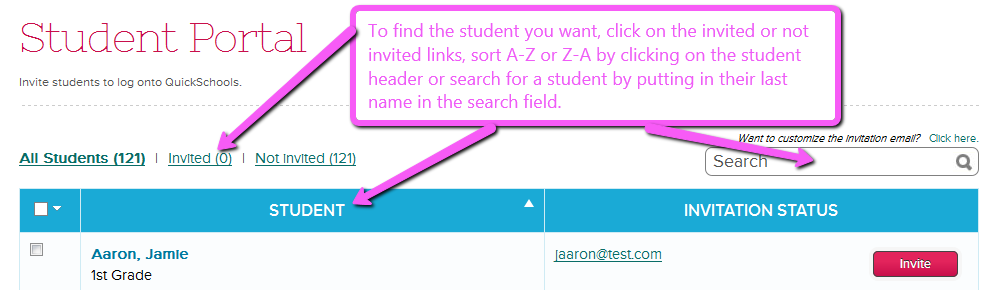 Student Portal
Invite students to log onto QuickSchools.
To find the student you want, click on the invited or not
invited links, sort A-Z or Z-A by clicking on the student
header or search for a student by putting in their last
name in the search field.
Want to customize the invitation email? Click here.
All Students (121) | Invited (0) | Not Invited (121)
Search
STUDENT
INVITATION STATUS
Aaron, Jamie
jaaron@test.com
Invite
1st Grade